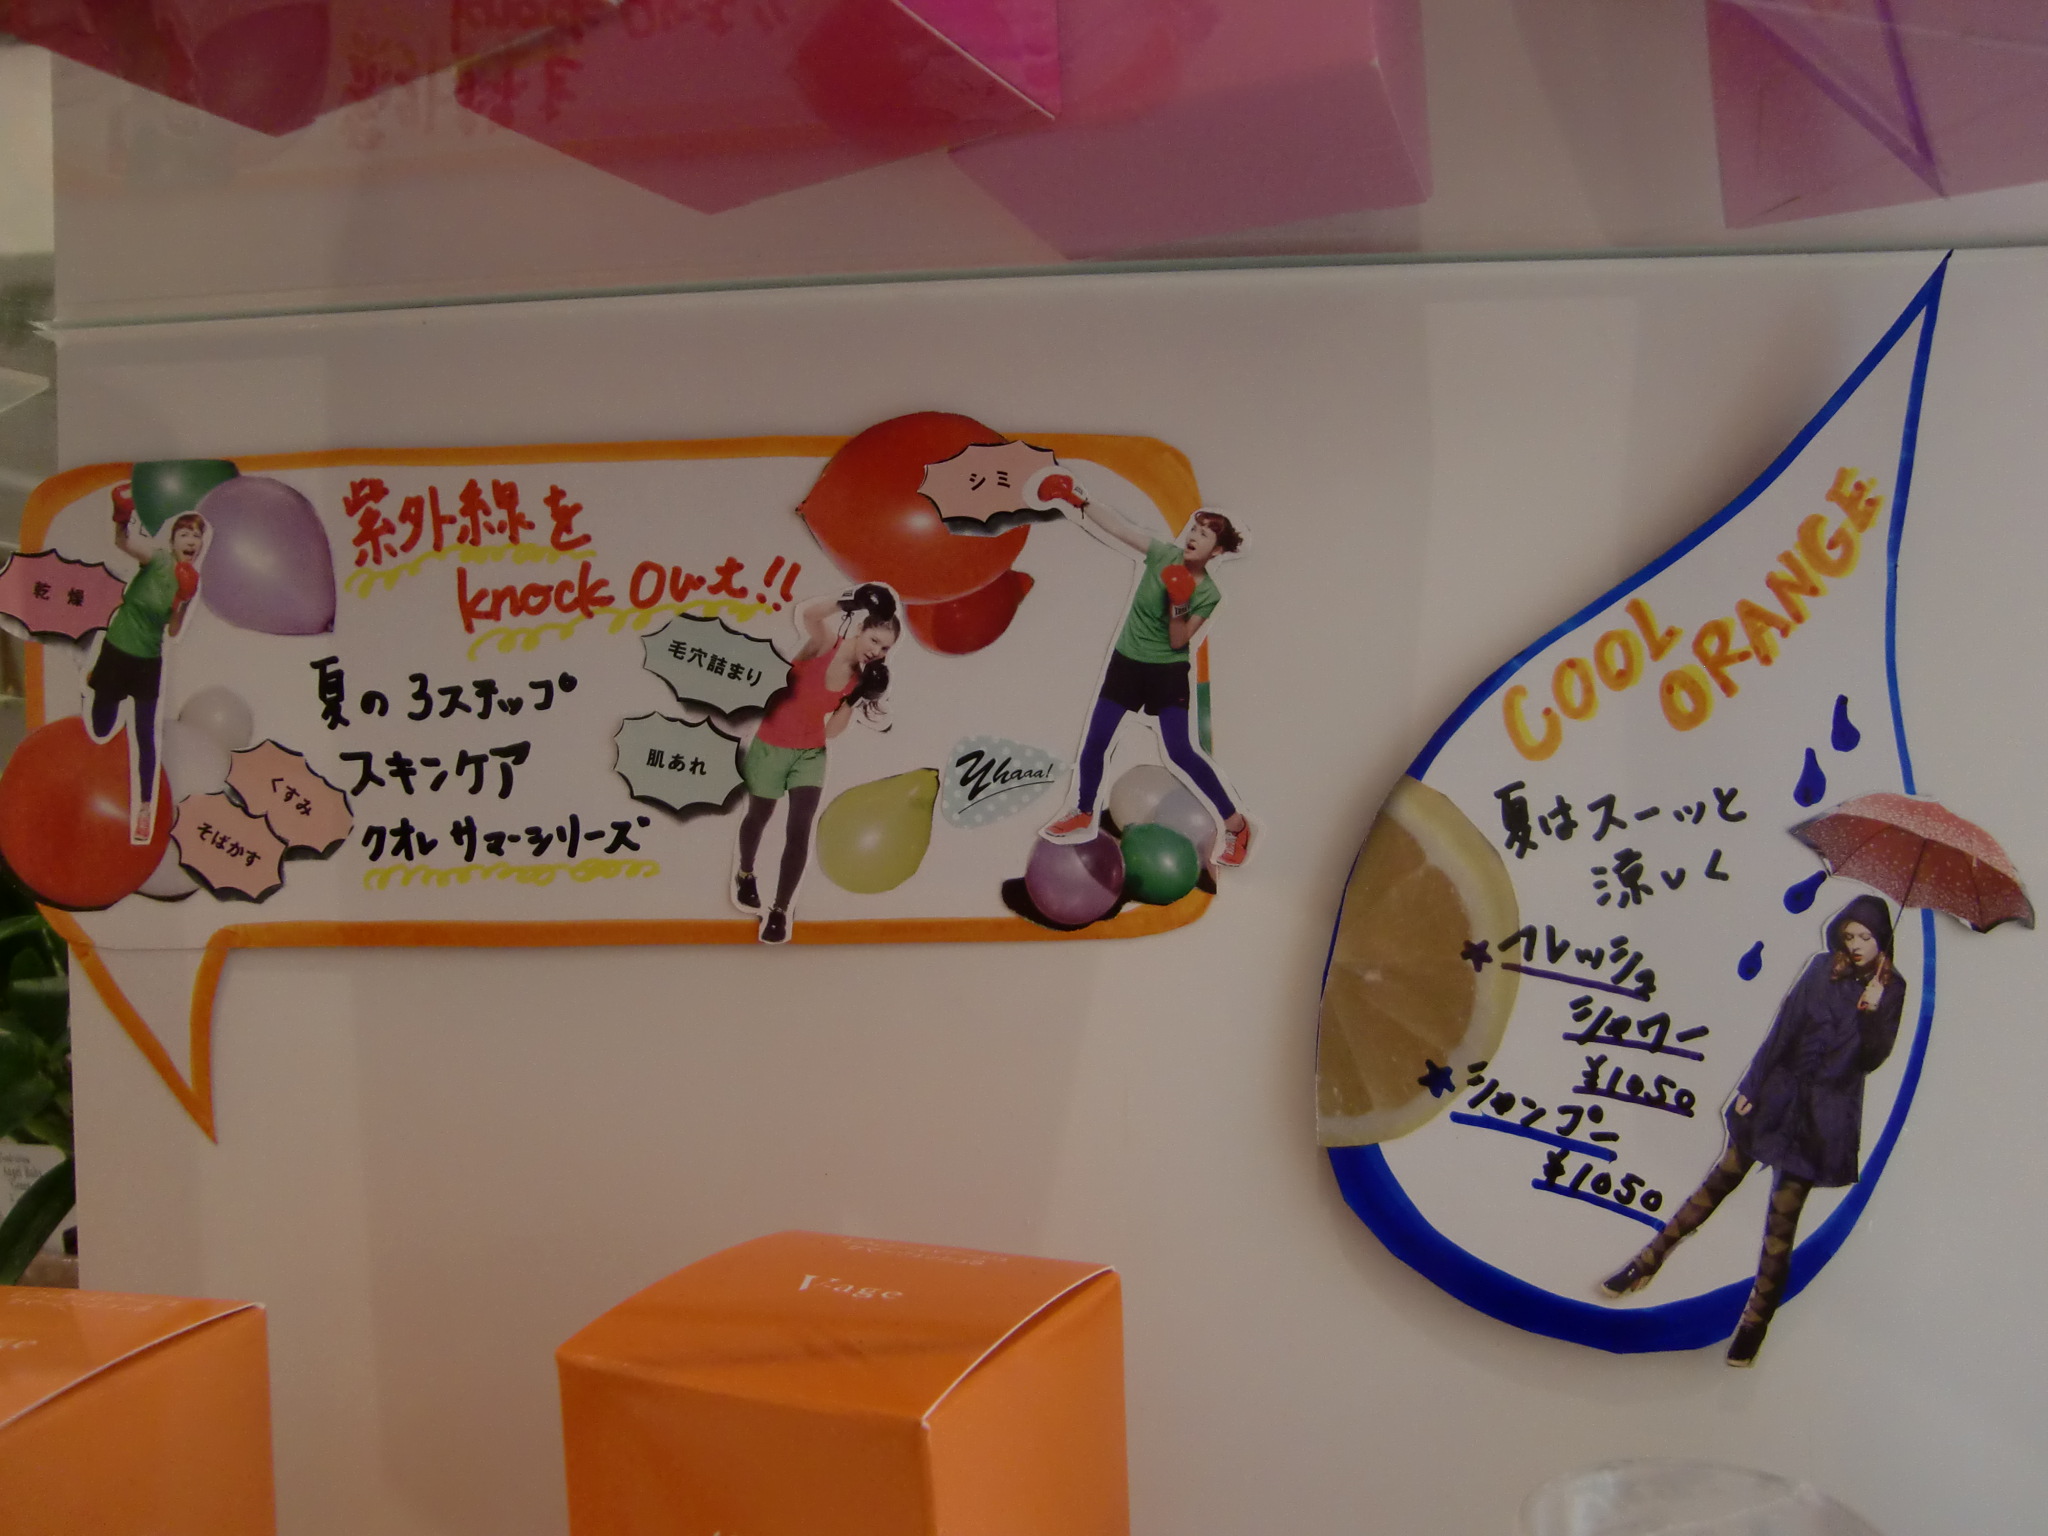 紫外線を
knock Out!!
夏の3ステップ
スキンケア
クオレ サマーシリーズ
乾燥
くすみ
そばかす
毛穴詰まり
肌あれ
シミ
Yhaaa!
COOL
ORANGE
夏はスーッと
涼しく
★フレッシュ
シャワー
¥1050
★シャンプー
¥1050